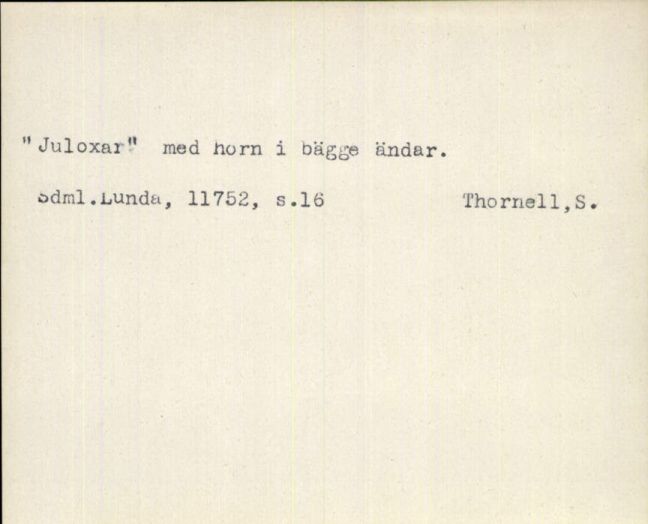 "Juloxar" med horn i bägge ändar.
Sdml.Lunda, 11752, s.16 Thornell,S.